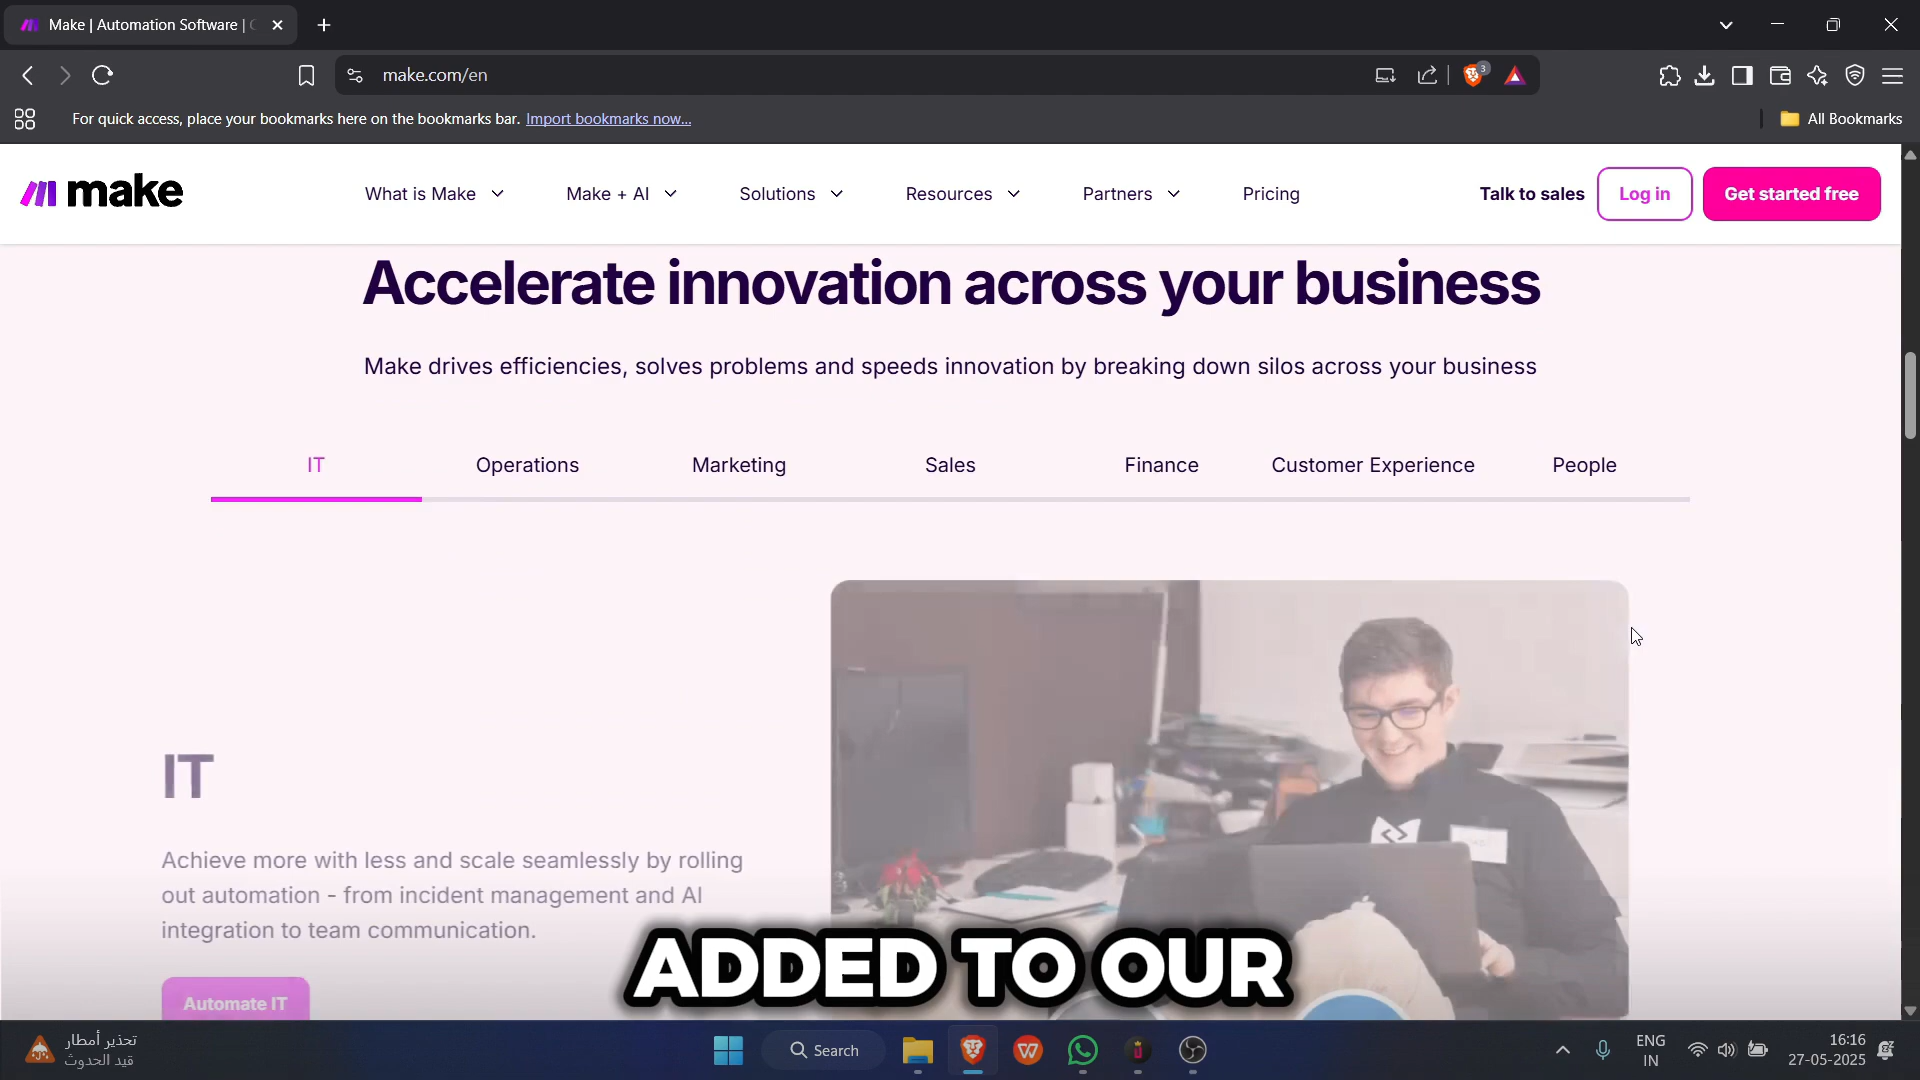 Make | Automation Software |
make.com/en
3
For quick access, place your bookmarks here on the bookmarks bar. Import bookmarks now...
All Bookmarks
make
What is Make
Make + AI
Solutions
Resources
Partners
Pricing
Talk to sales
Log in
Get started free
Accelerate innovation across your business
Make drives efficiencies, solves problems and speeds innovation by breaking down silos across your business
IT
Operations
Marketing
Sales
Finance
Customer Experience
People
IT
Achieve more with less and scale seamlessly by rolling
out automation - from incident management and AI
integration to team communication.
Automate IT
ADDED TO OUR
تحذير أمطار
قيد الحدوث
Search
ENG
IN
16:16
27-05-2025